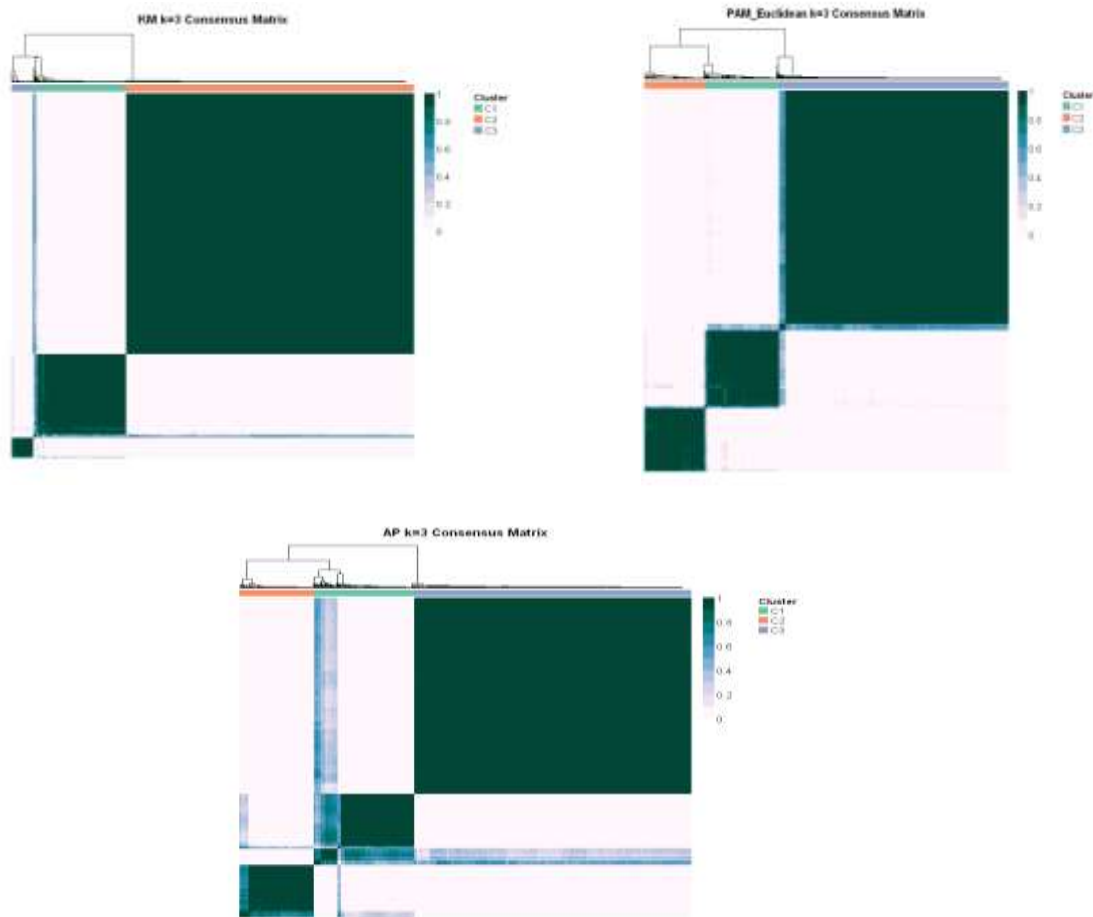 KM k=3 Consensus Matrix
1
0.8
0.6
0.4
0.2
0
Cluster
C1
C2
C3
PAM_Euclidean k=3 Consensus Matrix
1
0.8
0.6
0.4
0.2
0
Cluster
C1
C2
C3
AP k=3 Consensus Matrix
1
0.8
0.6
0.4
0.2
0
Cluster
C1
C2
C3